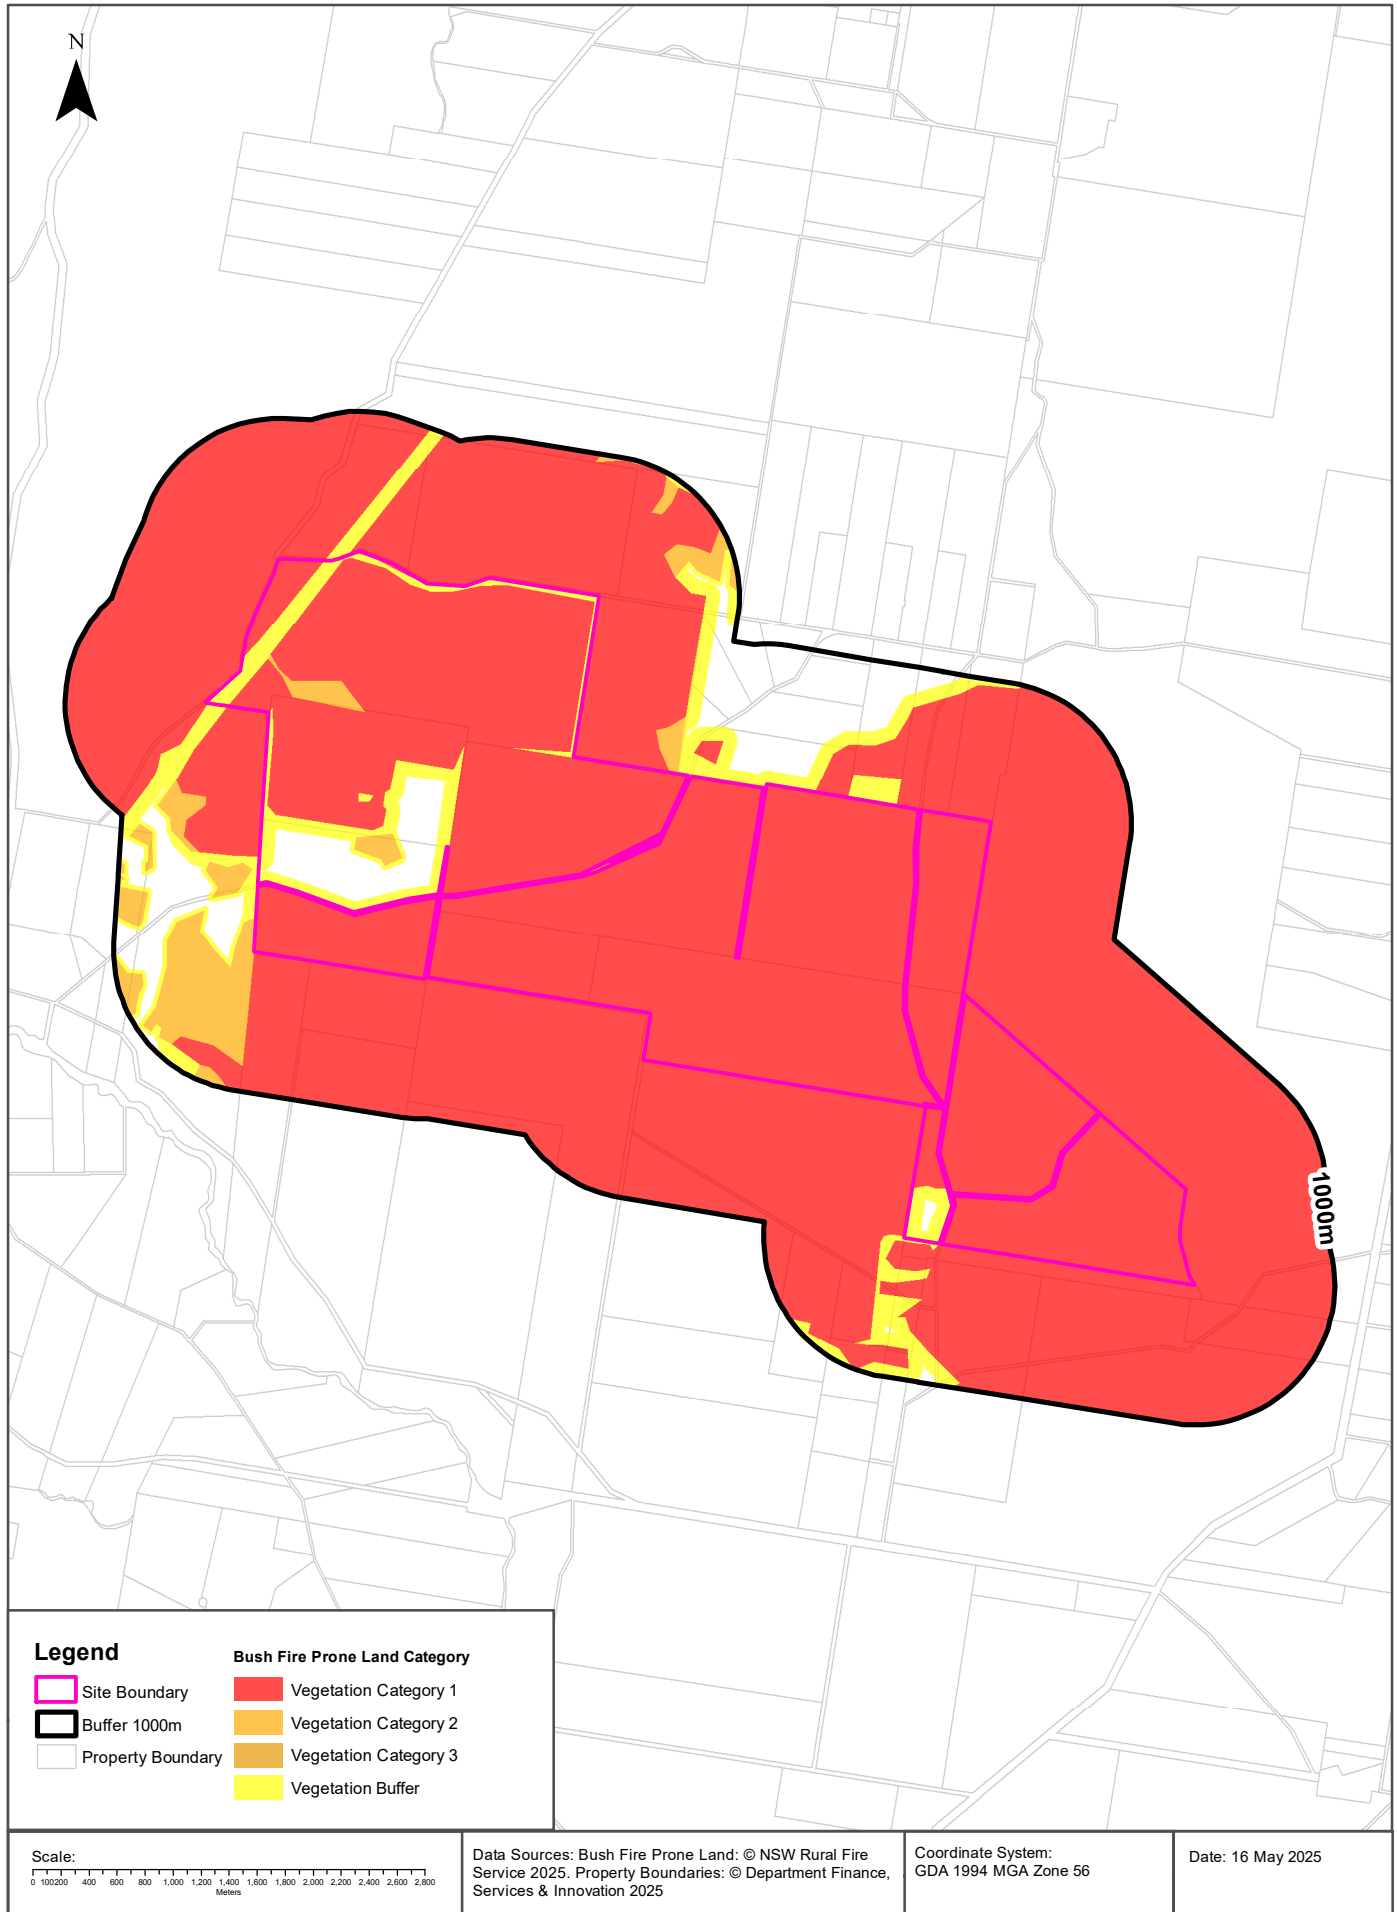 N
1000m
Legend
Site Boundary
Buffer 1000m
Property Boundary
Bush Fire Prone Land Category
Vegetation Category 1
Vegetation Category 2
Vegetation Category 3
Vegetation Buffer
Scale:
0 100200 400 600 800 1,000 1,200 1,400 1,600 1,800 2,000 2,200 2,400 2,600 2,800
Meters
Data Sources: Bush Fire Prone Land: © NSW Rural Fire
Service 2025. Property Boundaries: © Department Finance,
Services & Innovation 2025
Coordinate System:
GDA 1994 MGA Zone 56
Date: 16 May 2025